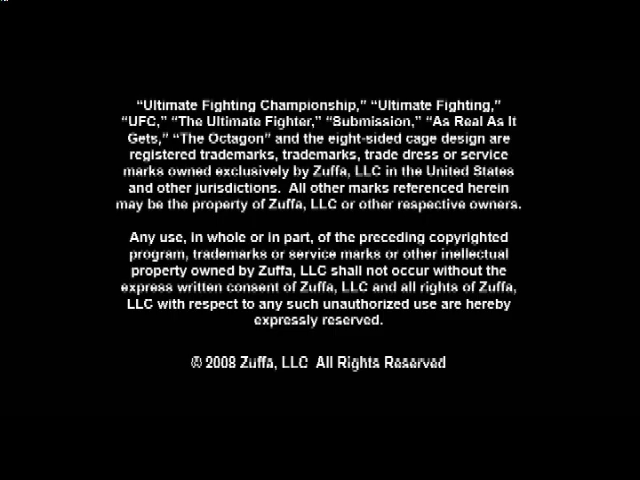 “Ultimate Fighting Championship,” “Ultimate Fighting,”
“UFC,” “The Ultimate Fighter,” “Submission,” “As Real As It
Gets,” “The Octagon” and the eight-sided cage design are
registered trademarks, trademarks, trade dress or service
marks owned exclusively by Zuffa, LLC in the United States
and other jurisdictions.  All other marks referenced herein
may be the property of Zuffa, LLC or other respective owners.
Any use, in whole or in part, of the preceding copyrighted
program, trademarks or service marks or other inellectual
property owned by Zuffa, LLC shall not occur without the
express written consent of Zuffa, LLC and all rights of Zuffa,
LLC with respect to any such unauthorized use are hereby
expressly reserved.
© 2008 Zuffa, LLC  All Rights Reserved